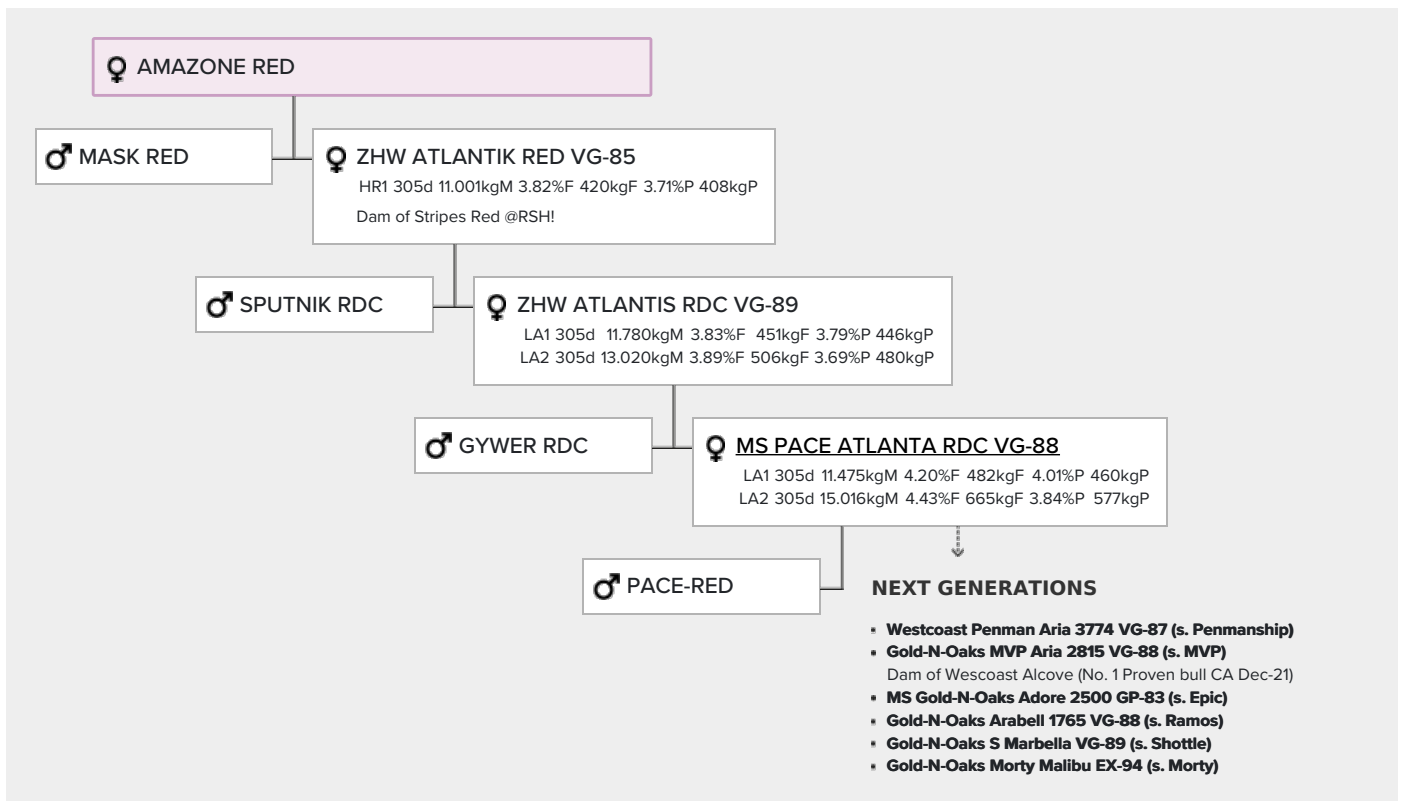 AMAZONE RED
MASK RED
ZHW ATLANTIK RED VG-85
HR1 305d 11.001kgM 3.82%F 420kgF 3.71%P 408kgP
Dam of Stripes Red @RSH!
SPUTNIK RDC
ZHW ATLANTIS RDC VG-89
LA1 305d 11.780kgM 3.83%F 451kgF 3.79%P 446kgP
LA2 305d 13.020kgM 3.89%F 506kgF 3.69%P 480kgP
GYWER RDC
MS PACE ATLANTA RDC VG-88
LA1 305d 11.475kgM 4.20%F 482kgF 4.01%P 460kgP
LA2 305d 15.016kgM 4.43%F 665kgF 3.84%P 577kgP
PACE-RED
NEXT GENERATIONS
▪ Westcoast Penman Aria 3774 VG-87 (s. Penmanship)
▪ Gold-N-Oaks MVP Aria 2815 VG-88 (s. MVP)
Dam of Wescoast Alcove (No. 1 Proven bull CA Dec-21)
▪ MS Gold-N-Oaks Adore 2500 GP-83 (s. Epic)
▪ Gold-N-Oaks Arabell 1765 VG-88 (s. Ramos)
▪ Gold-N-Oaks S Marbella VG-89 (s. Shottle)
▪ Gold-N-Oaks Morty Malibu EX-94 (s. Morty)